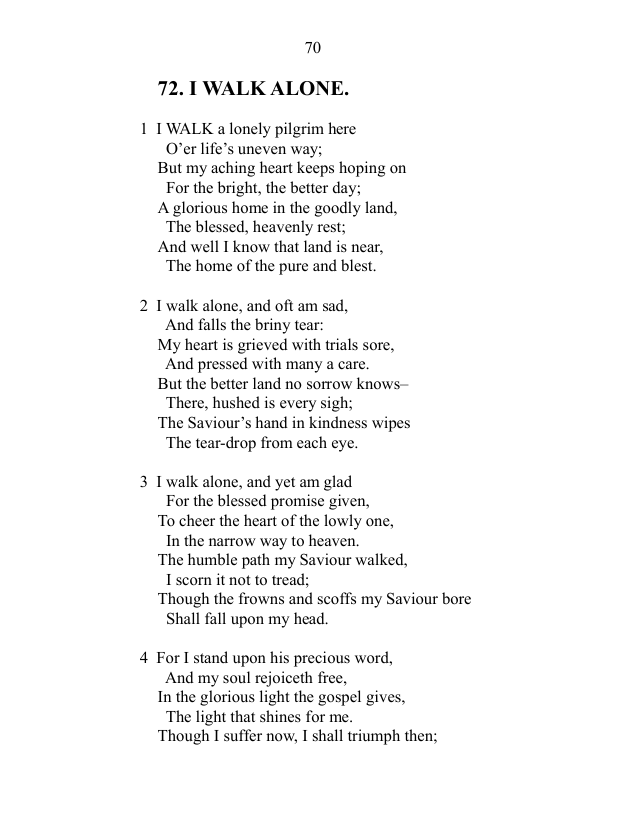 70
72. I WALK ALONE.
1 I WALK a lonely pilgrim here
O’er life’s uneven way;
But my aching heart keeps hoping on
For the bright, the better day;
A glorious home in the goodly land,
The blessed, heavenly rest;
And well I know that land is near,
The home of the pure and blest.
2 I walk alone, and oft am sad,
And falls the briny tear:
My heart is grieved with trials sore,
And pressed with many a care.
But the better land no sorrow knows–
There, hushed is every sigh;
The Saviour’s hand in kindness wipes
The tear-drop from each eye.
3 I walk alone, and yet am glad
For the blessed promise given,
To cheer the heart of the lowly one,
In the narrow way to heaven.
The humble path my Saviour walked,
I scorn it not to tread;
Though the frowns and scoffs my Saviour bore
Shall fall upon my head.
4 For I stand upon his precious word,
And my soul rejoiceth free,
In the glorious light the gospel gives,
The light that shines for me.
Though I suffer now, I shall triumph then;